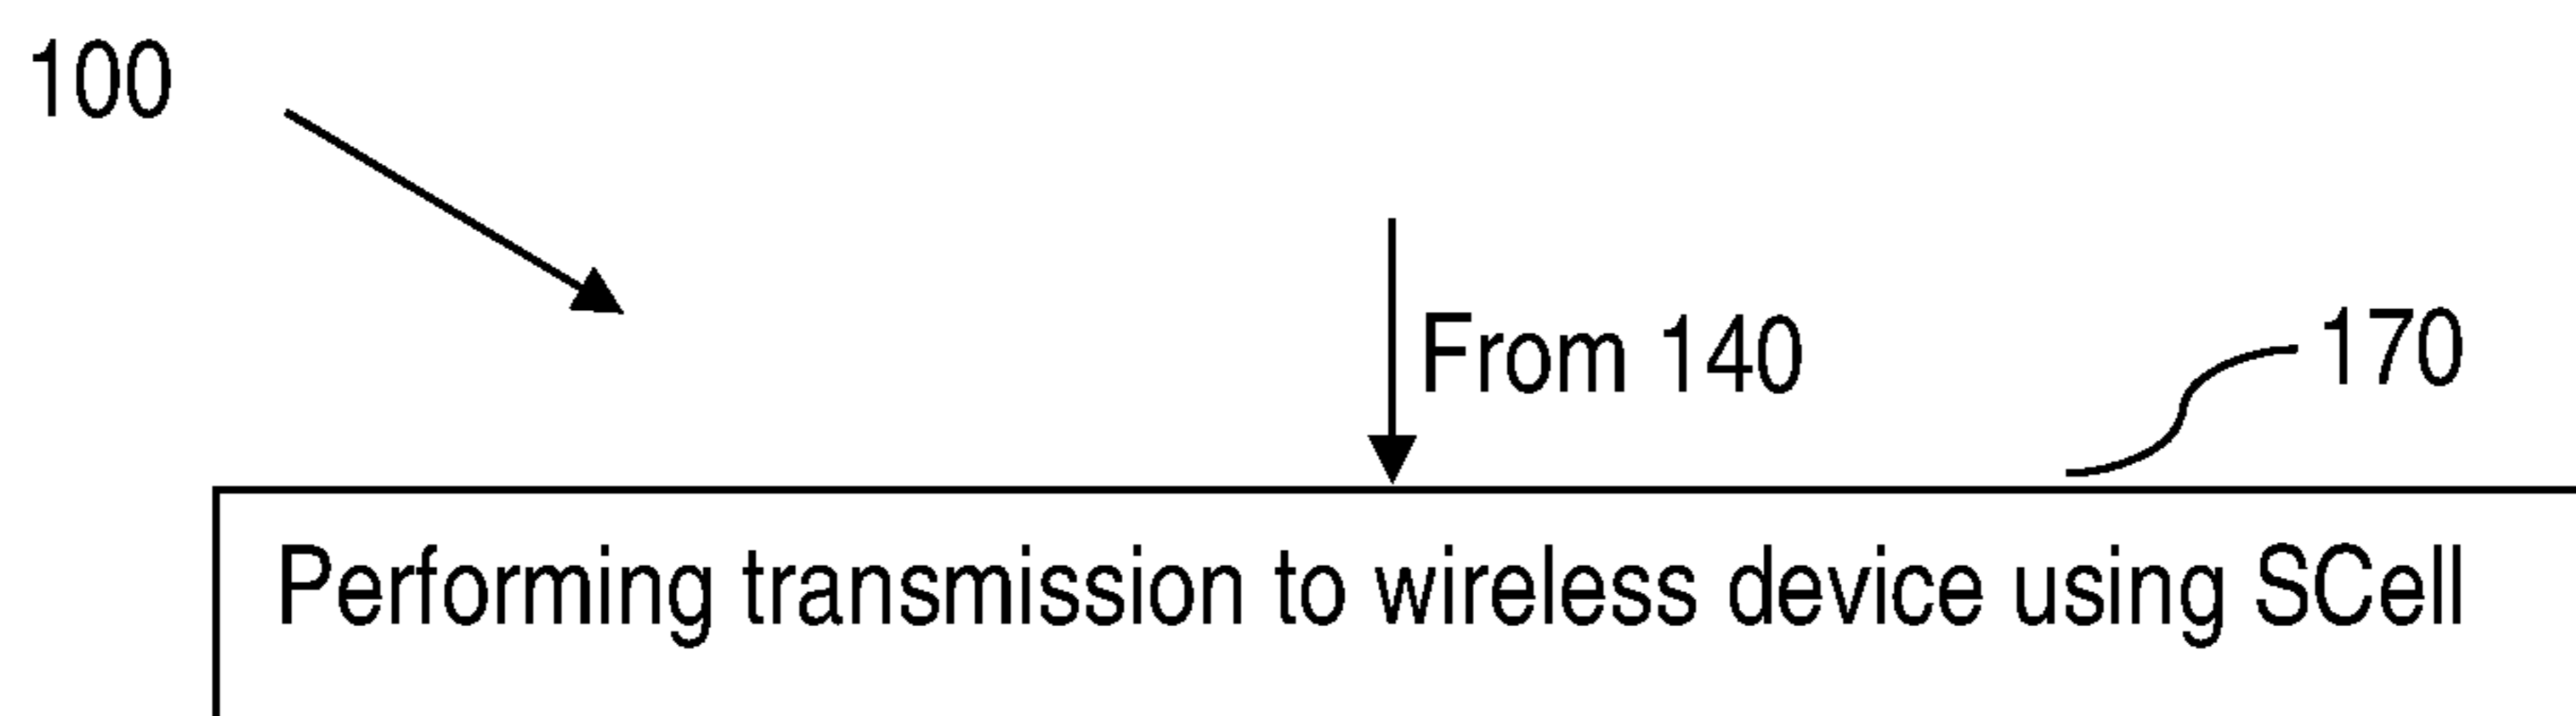 100
From 140
170
Performing transmission to wireless device using SCell